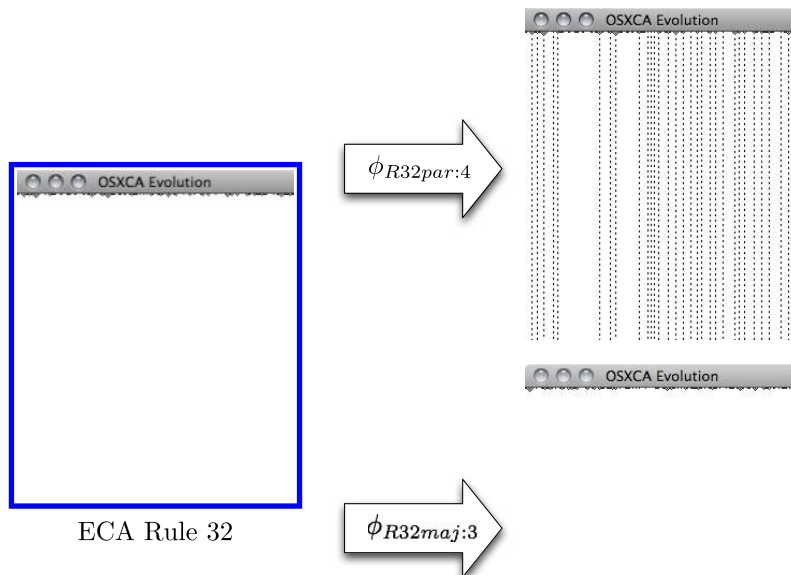 OSXCA Evolution
ϕR32par:4
OSXCA Evolution
OSXCA Evolution
ECA Rule 32
ϕR32maj:3